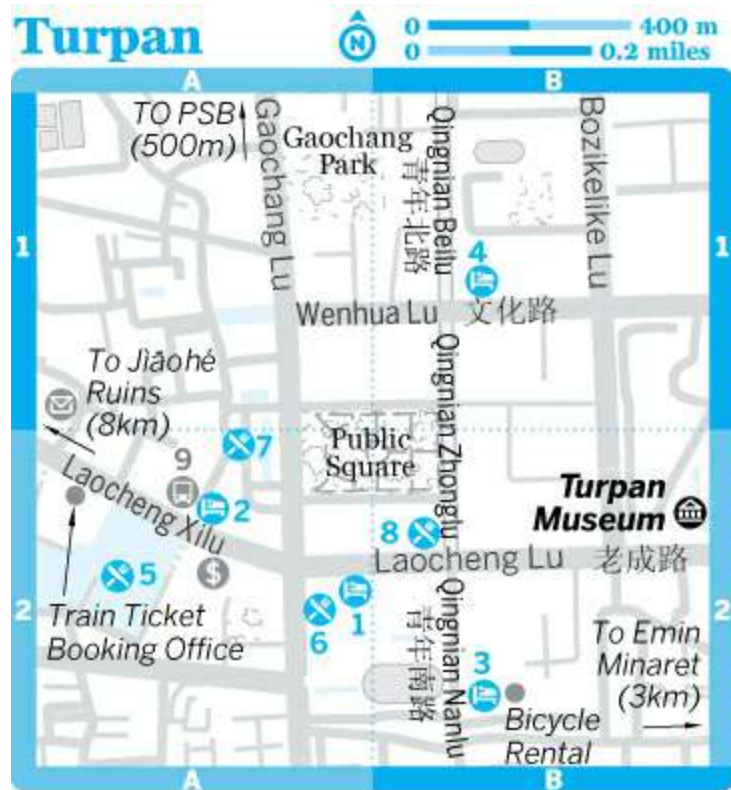 Turpan
N
0 400 m
0 0.2 miles
A
B
TO PSB
(500m)
Gaochang Lu
Gaochang
Park
Qingnian Beilu
青年北路
Bozikelike Lu
1
1
4
Wenhua Lu 文化路
To Jiāohé
Ruins
(8km)
7
Public
Square
Qingnian Zhonglu
9
2
Laocheng Xilu
Turpan
Museum
8
Laocheng Lu 老成路
5
$
2
2
6
1
Train Ticket
Booking Office
青年南路
Qingnian Nanlu
3
To Emin
Minaret
(3km)
Bicycle
Rental
A
B